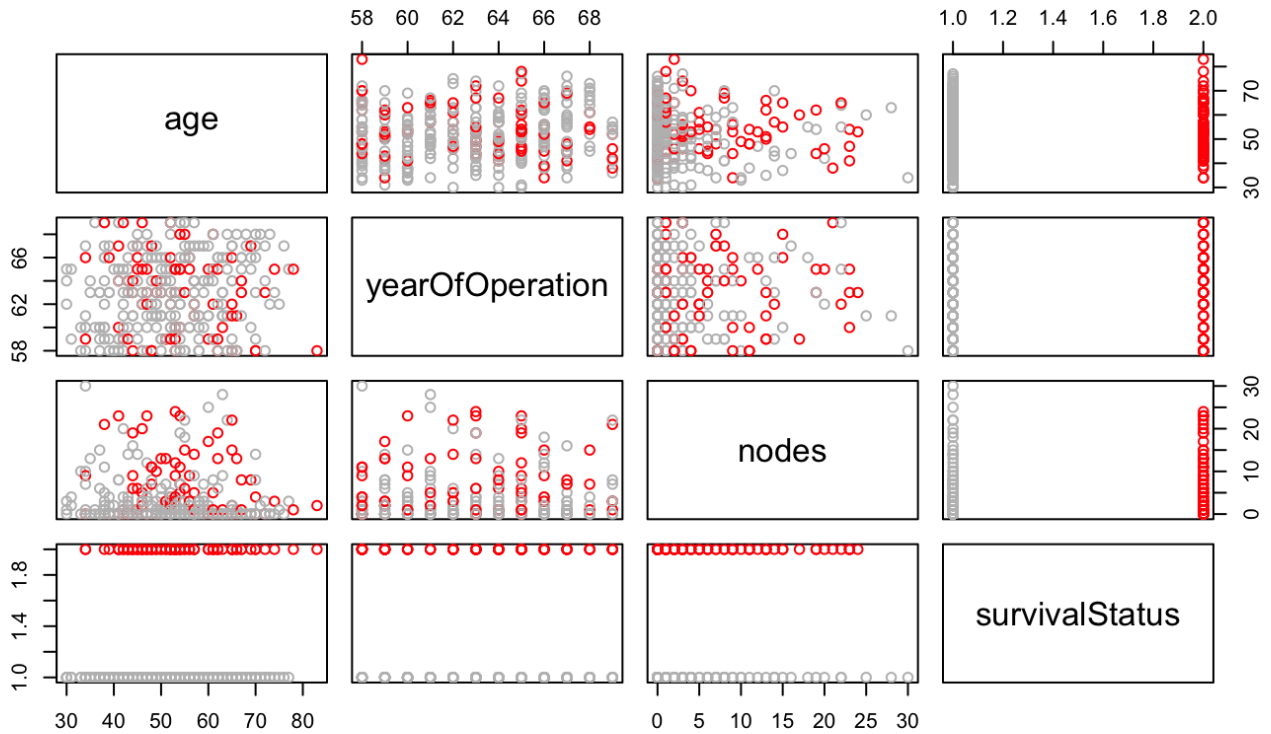 58 60 62 64 66 68 1.0 1.2 1.4 1.6 1.8 2.0
age
30 50 70
58 62 66
yearOfOperation
nodes
0 10 20 30
1.0 1.4 1.8
survivalStatus
30 40 50 60 70 80 0 5 10 15 20 25 30